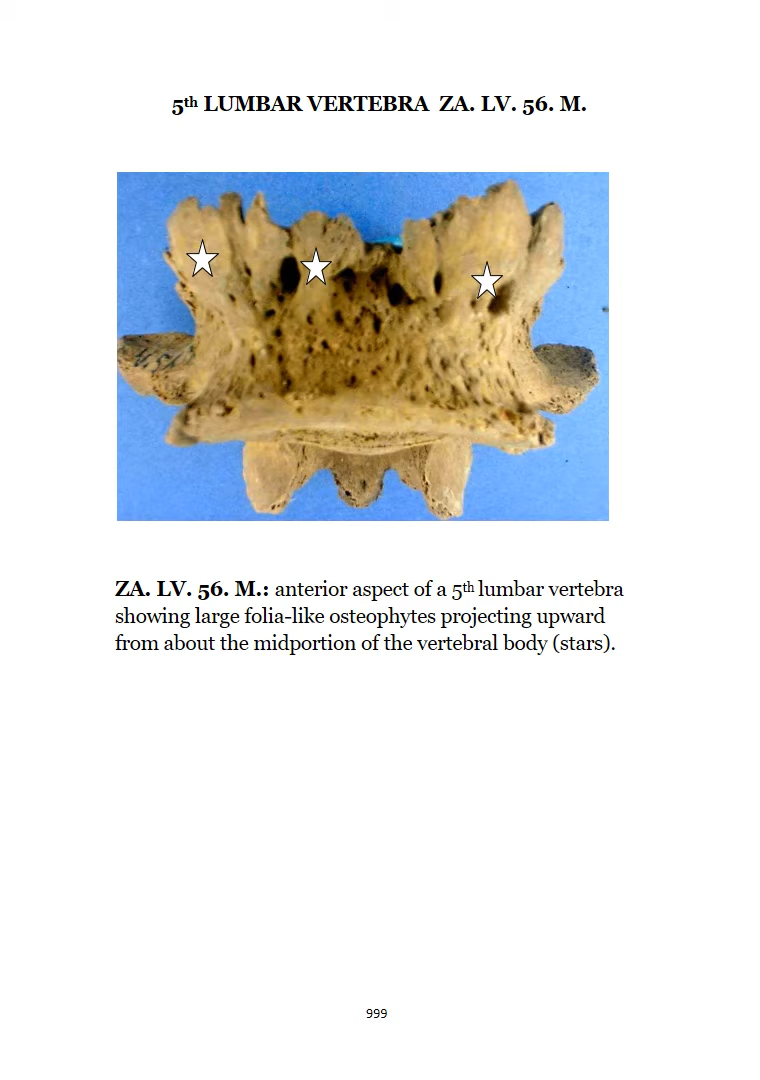 5th LUMBAR VERTEBRA ZA. LV. 56. M.
ZA. LV. 56. M.: anterior aspect of a 5th lumbar vertebra
showing large folia-like osteophytes projecting upward
from about the midportion of the vertebral body (stars).
999